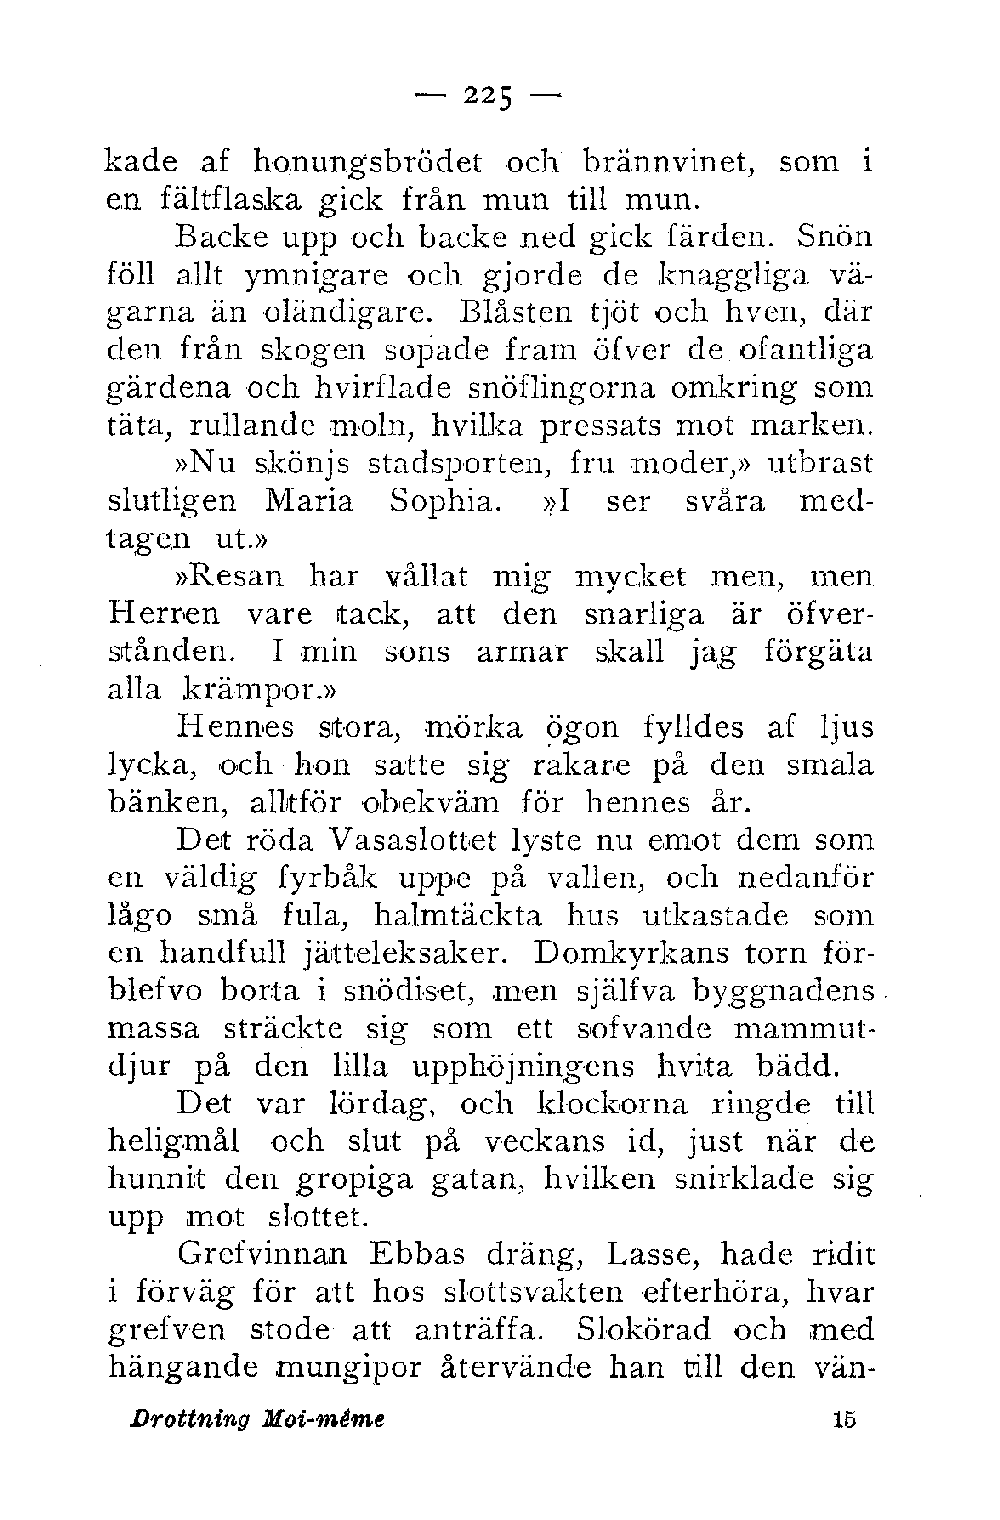 — 225 —
kade af honungsbrödet och brännvinet, som i
en fältflaska gick från mun till mun.
Backe upp och backe ned gick färden. Snön
föll allt ymnigare och gjorde de knaggliga vä-
garna än oländigare. Blåsten tjöt och hven, där
den från skogen sopade fram öfver de ofantliga
gärdena och hvirflade snöflingorna omkring som
täta, rullande moln, hvilka pressats mot marken.
»Nu skönjs stadsporten, fru moder,» utbrast
slutligen Maria Sophia. »I ser svåra med-
tagen ut.»
»Resan har vållat mig mycket men, men
Herren vare tack, att den snarliga är öfver-
stånden. I min sons armar skall jag förgäta
alla krämpor.»
Hennes stora, mörka ögon fylldes af ljus
lycka, och hon satte sig rakare på den smala
bänken, alltför obekväm för hennes år.
Det röda Vasaslottet lyste nu emot dem som
en väldig fyrbåk uppe på vallen, och nedanför
lågo små fula, halmtäckta hus utkastade som
en handfull jätteleksaker. Domkyrkans torn för-
blefvo borta i snödiset, men själfva byggnadens
massa sträckte sig som ett sofvande mammut-
djur på den lilla upphöjningens hvita bädd.
Det var lördag, och klockorna ringde till
heligmål och slut på veckans id, just när de
hunnit den gropiga gatan, hvilken snirklade sig
upp mot slottet.
Grefvinnan Ebbas dräng, Lasse, hade ridit
i förväg för att hos slottsvakten efterhöra, hvar
grefven stode att anträffa. Slokörad och med
hängande mungipor återvände han till den vän-
Drottning Moi-même 15